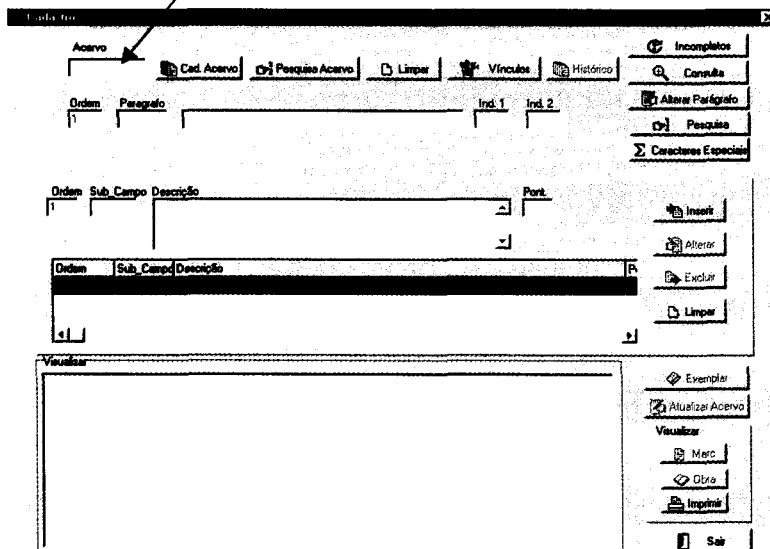 Cadastro
Acervo
Cad. Acervo Pesquisa Acervo Limpar Vínculos Histórico
Incompletos
Consulta
Alterar Parágrafo
Pesquisa
Σ Caracteres Especiais
Ordem Paragrafo Ind. 1 Ind. 2
1
Ordem Sub_Campo Descrição Pont.
1
Inserir
Alterar
Excluir
Limpar
Ordem Sub_Campo Descrição P
Visualizar
Exemplar
Atualizar Acervo
Visualizar
Marc
Obra
Imprimir
Sair